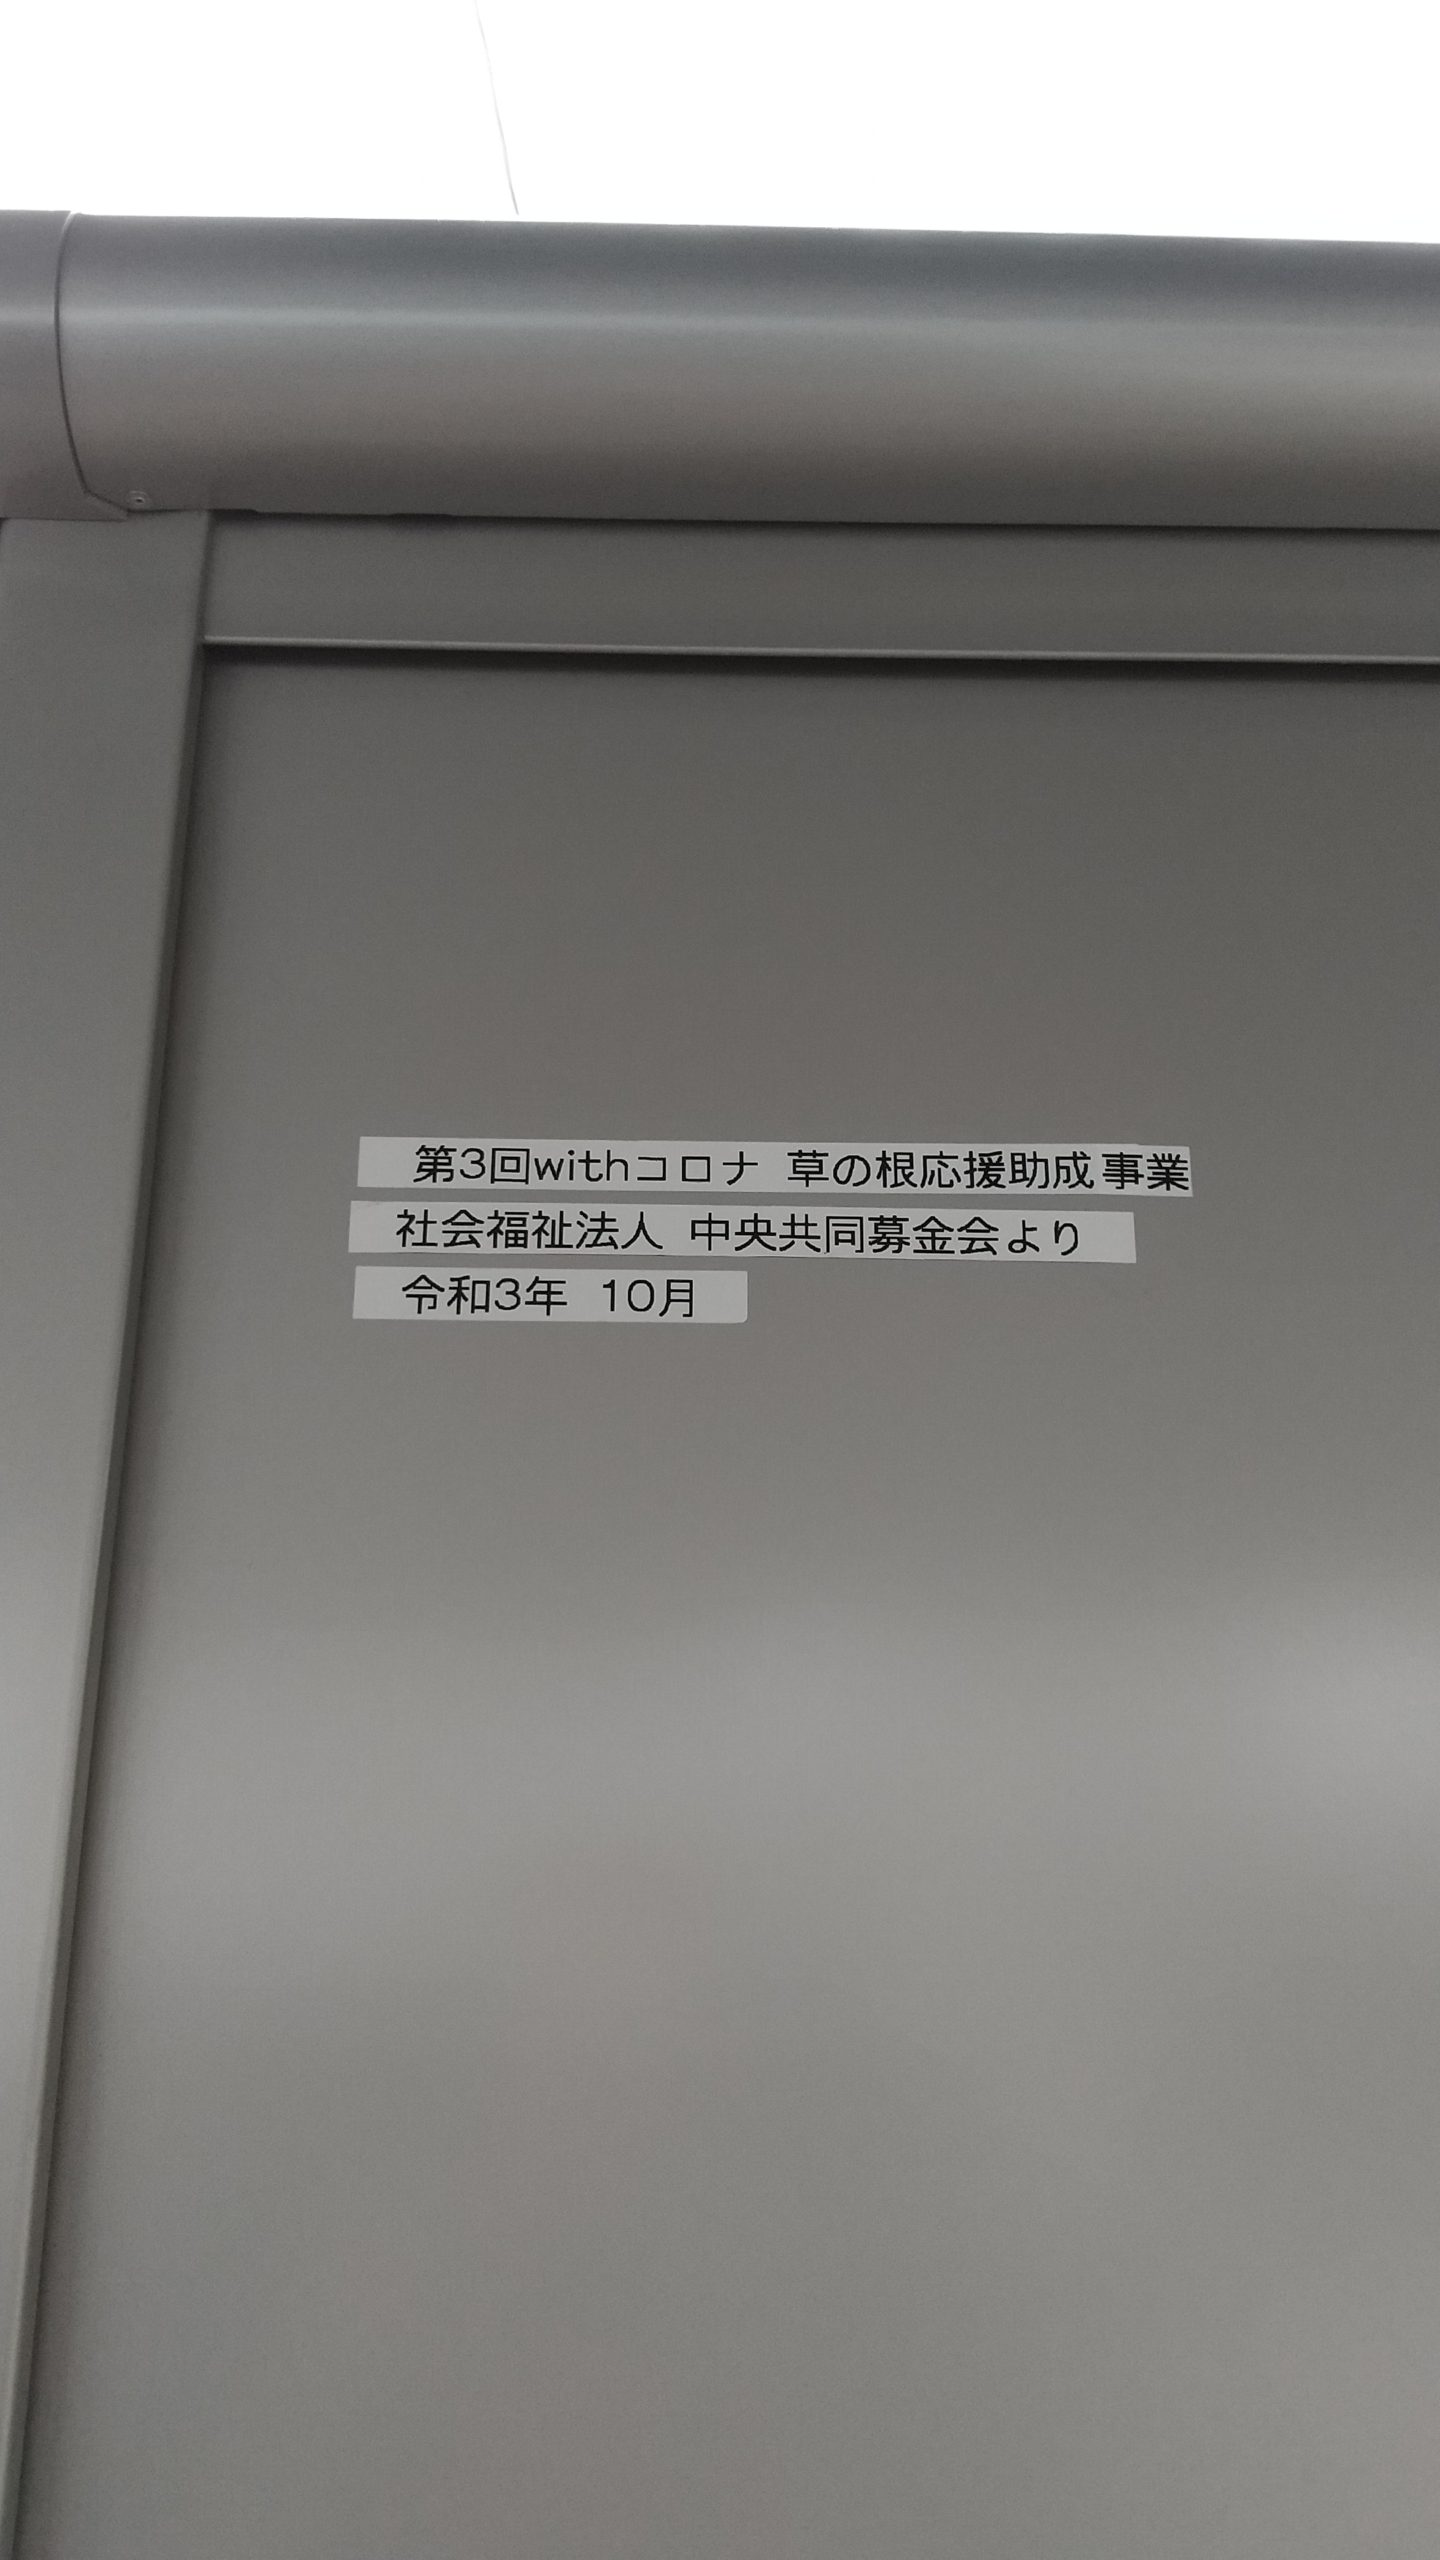 第3回withコロナ 草の根応援助成事業
社会福祉法人 中央共同募金会より
令和3年 10月